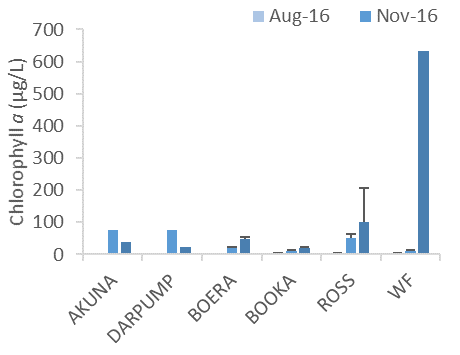 Aug-16 Nov-16
Chlorophyll a (µg/L)
700
600
500
400
300
200
100
0
AKUNA
DARPUMP
BOERA
BOOKA
ROSS
WF